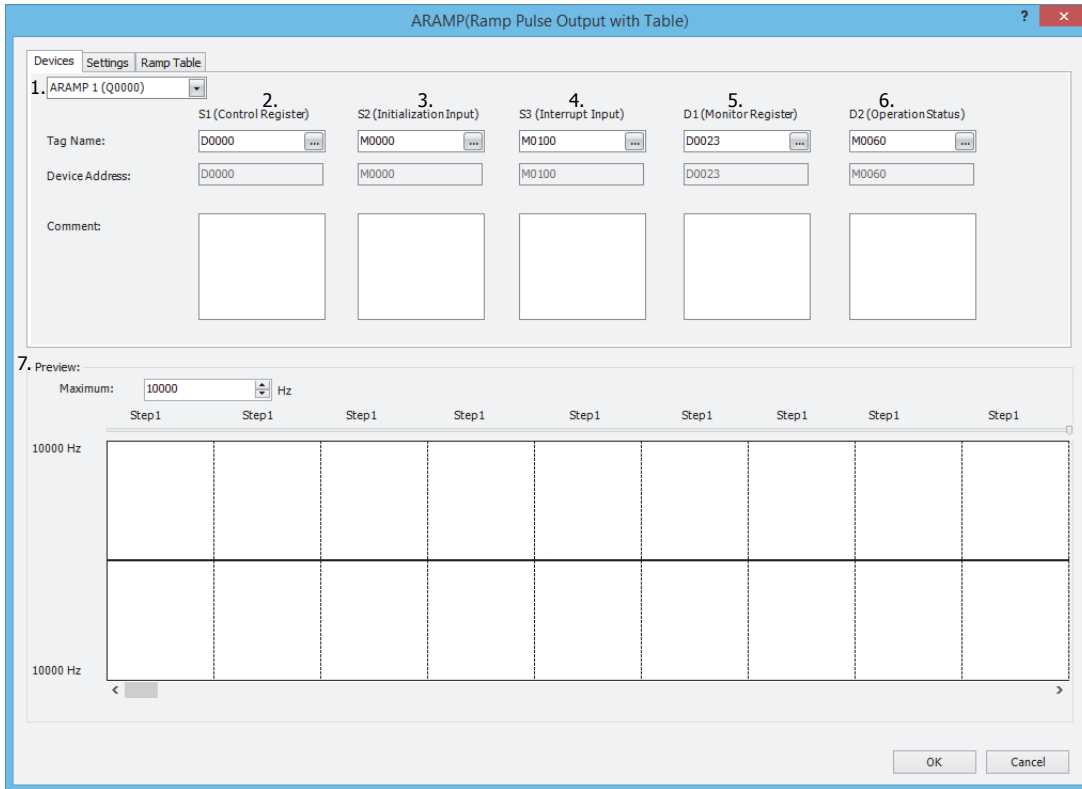 ARAMP(Ramp Pulse Output with Table)
? ×
Devices Settings Ramp Table
1. ARAMP 1 (Q0000)
2. 3. 4. 5. 6.
S1 (Control Register) S2 (Initialization Input) S3 (Interrupt Input) D1 (Monitor Register) D2 (Operation Status)
Tag Name: D0000 ... M0000 ... M0100 ... D0023 ... M0060 ...
Device Address: D0000 M0000 M0100 D0023 M0060
Comment:
7. Preview:
Maximum: 10000 Hz
Step1 Step1 Step1 Step1 Step1 Step1 Step1 Step1 Step1
10000 Hz
10000 Hz
< >
OK Cancel